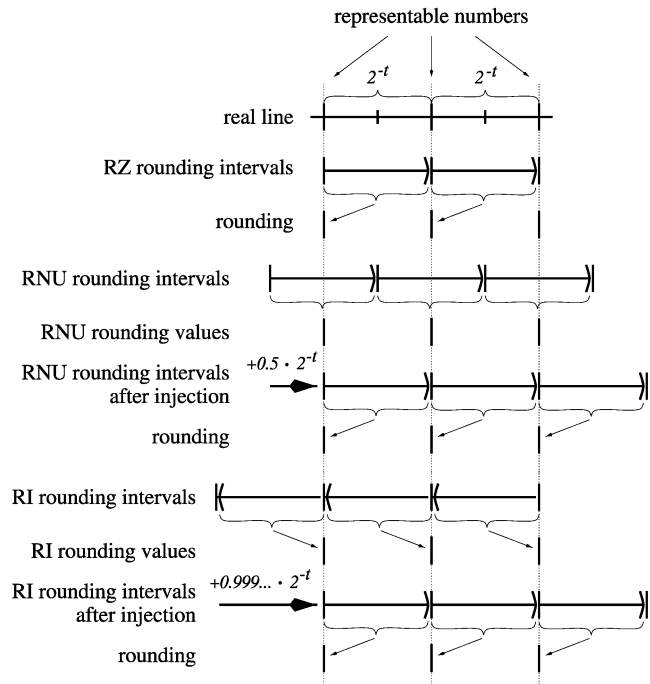 representable numbers
2^-t 2^-t
real line
RZ rounding intervals
rounding
RNU rounding intervals
RNU rounding values
RNU rounding intervals
after injection
+0.5 · 2^-t
rounding
RI rounding intervals
RI rounding values
RI rounding intervals
after injection
+0.999... · 2^-t
rounding